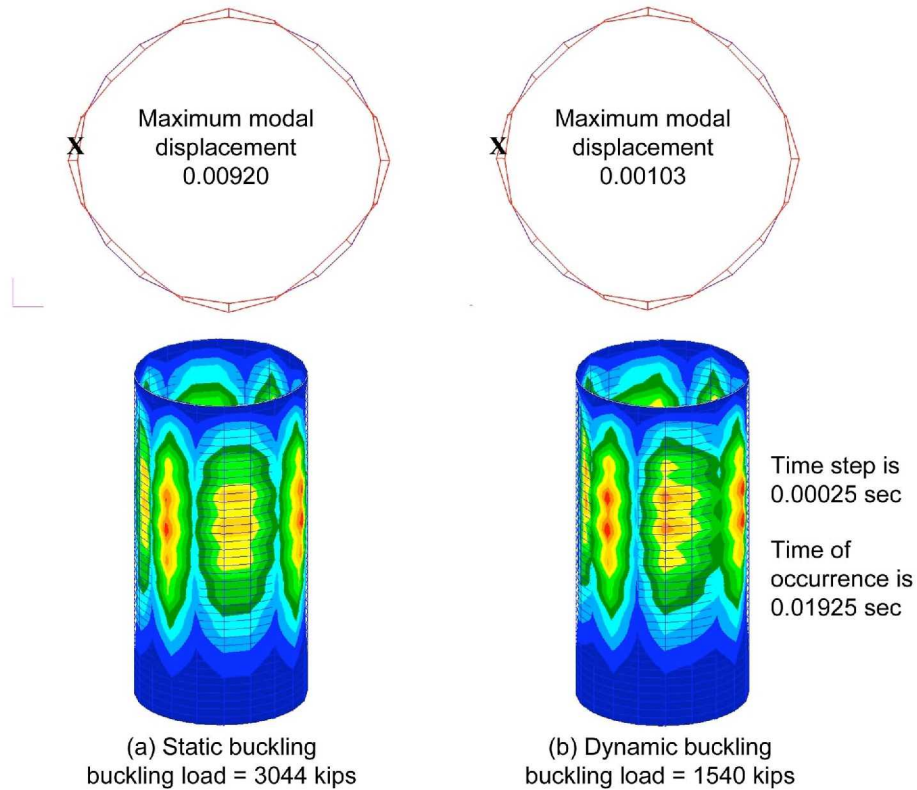 Maximum modal
displacement
0.00920
X
Maximum modal
displacement
0.00103
X
Time step is
0.00025 sec
Time of
occurrence is
0.01925 sec
(a) Static buckling
buckling load = 3044 kips
(b) Dynamic buckling
buckling load = 1540 kips